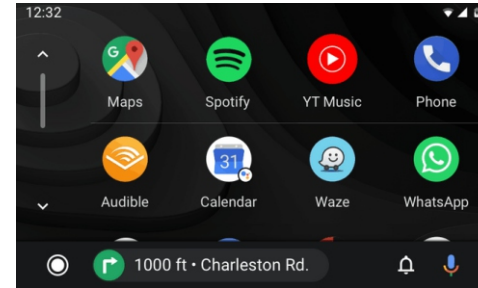 12:32
Maps Spotify YT Music Phone
31
Audible Calendar Waze WhatsApp
1000 ft • Charleston Rd.